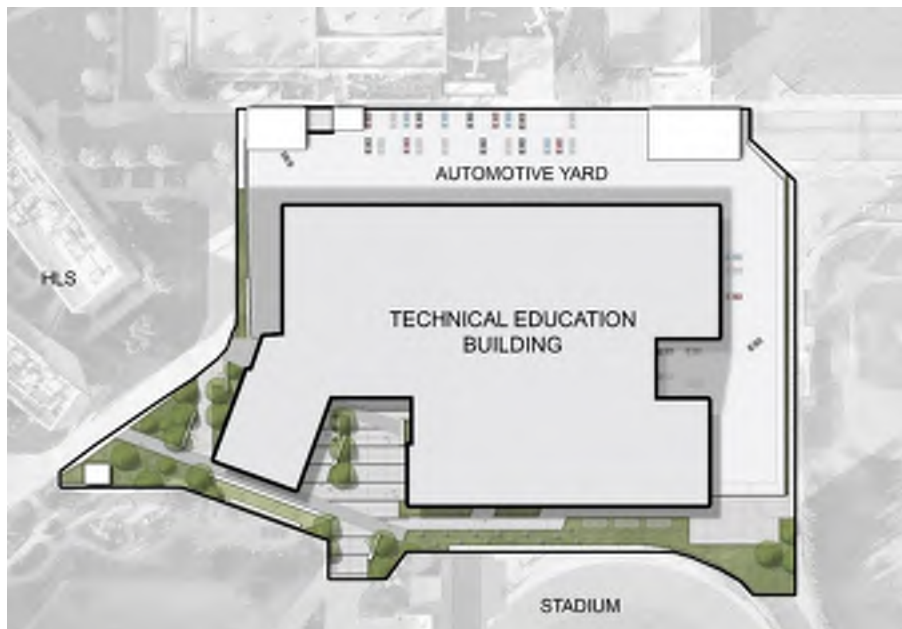 AUTOMOTIVE YARD
HLS
TECHNICAL EDUCATION
BUILDING
STADIUM